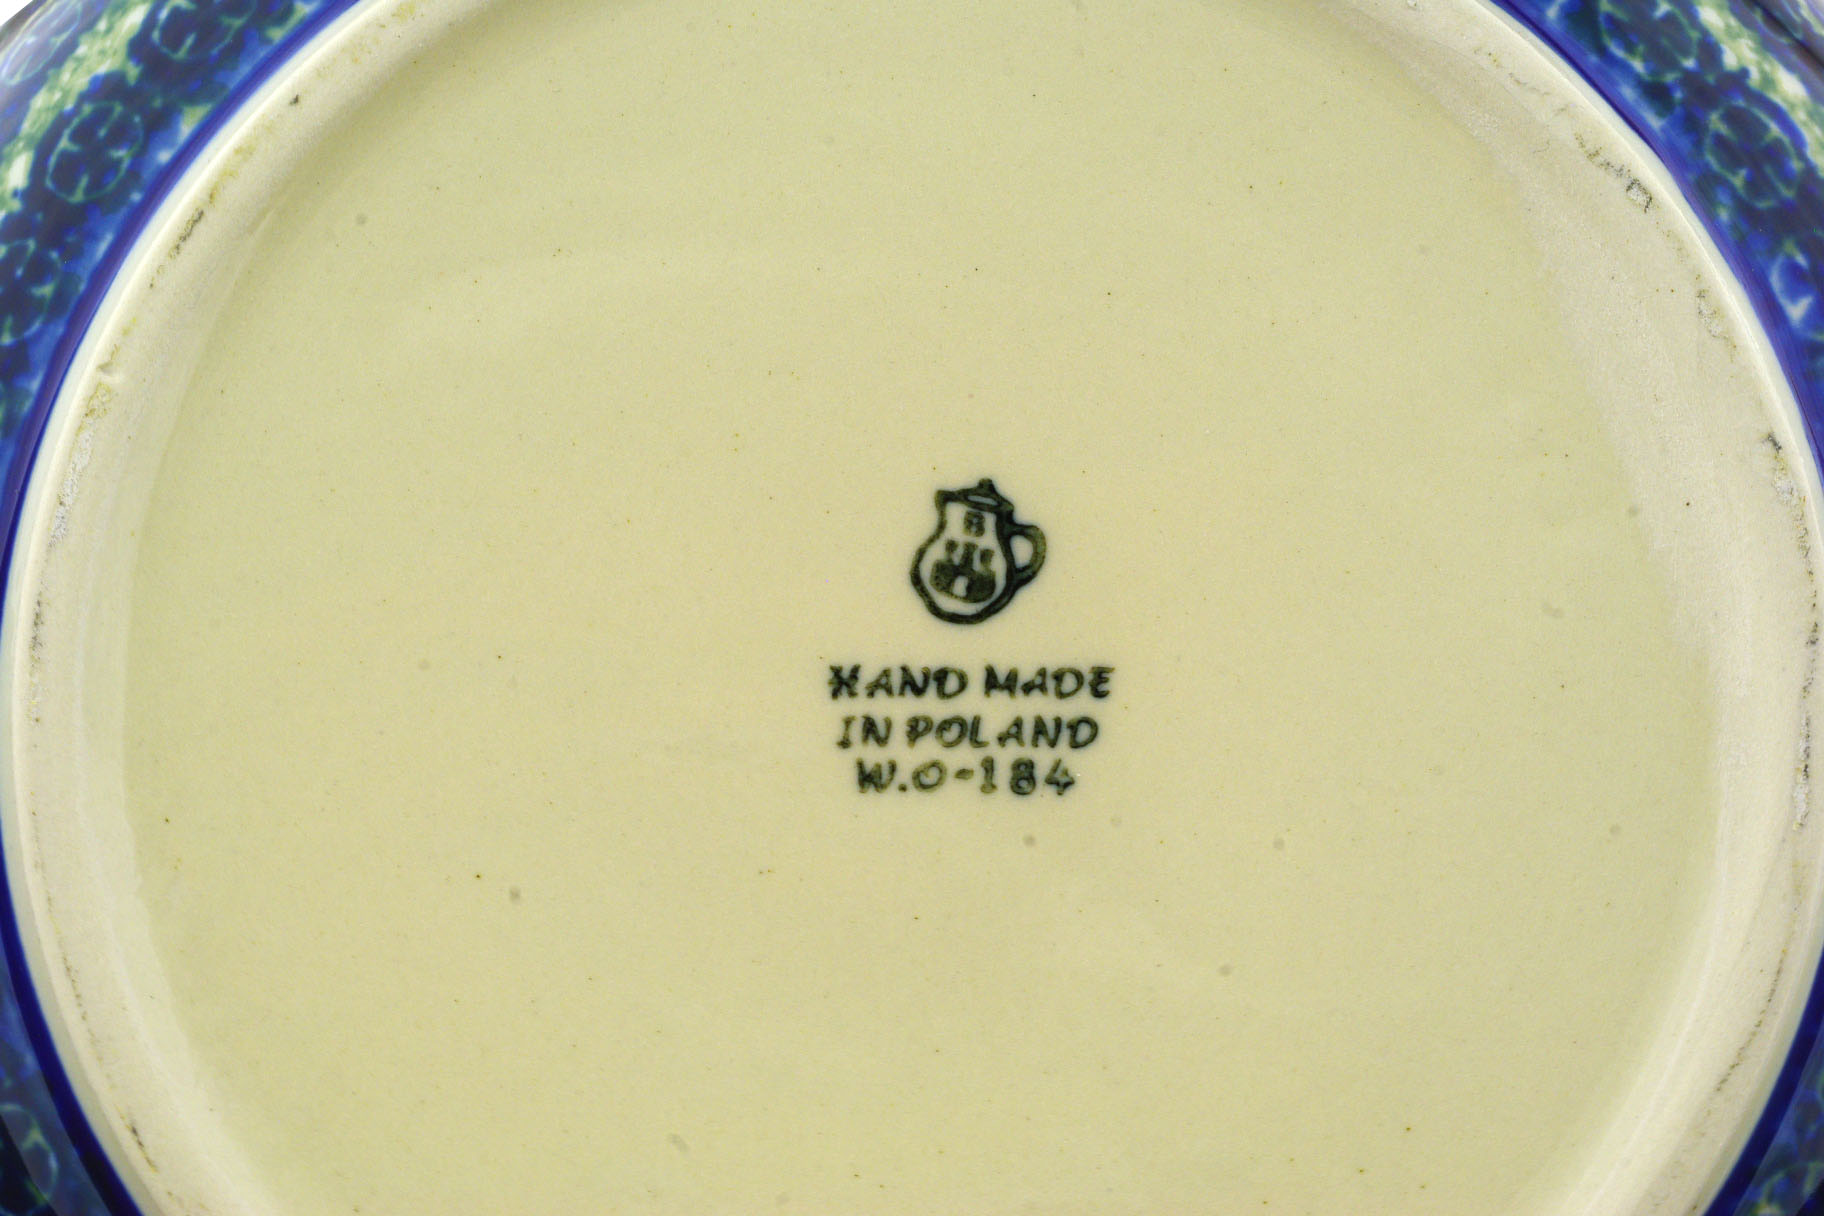 B
HAND MADE
IN POLAND
W.O-184